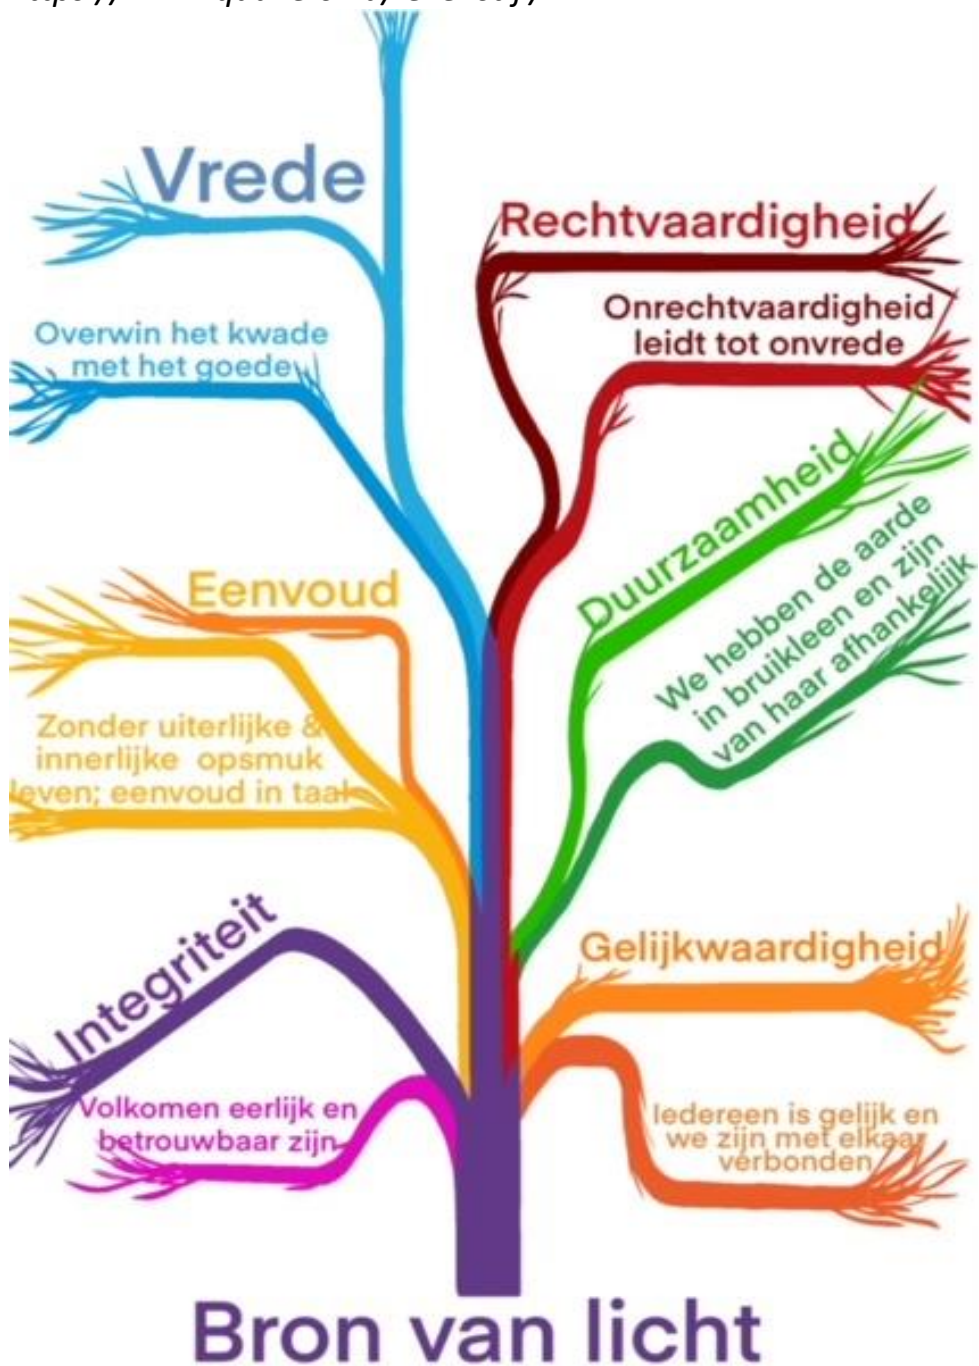 Vrede
Overwin het kwade
met het goede
Rechtvaardigheid
Onrechtvaardigheid
leidt tot onvrede
Duurzaamheid
We hebben de aarde
in bruikleen en zijn
van haar afhankelijk
Eenvoud
Zonder uiterlijke &
innerlijke opsmuk
leven; eenvoud in taal
Integriteit
Volkomen eerlijk en
betrouwbaar zijn
Gelijkwaardigheid
Iedereen is gelijk en
we zijn met elkaar
verbonden
Bron van licht